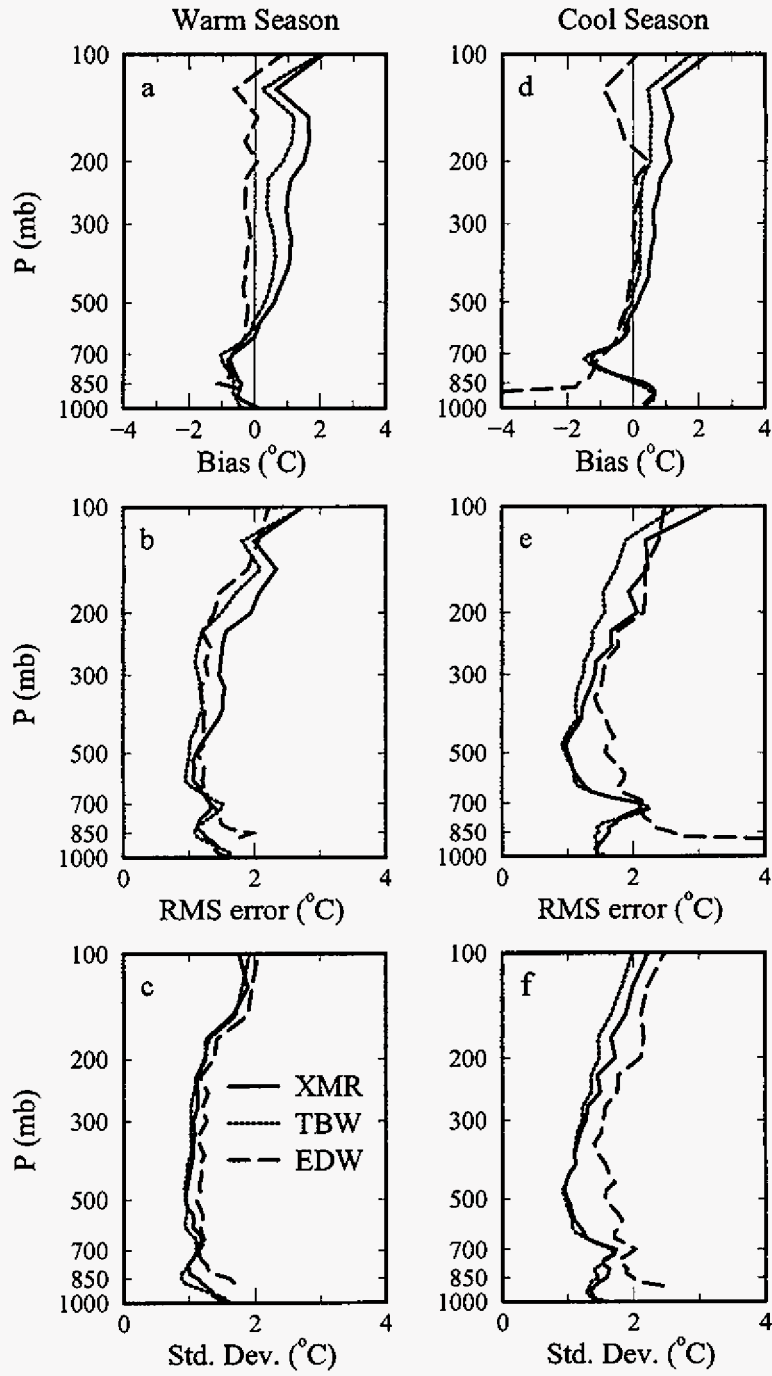 Warm Season
Cool Season
a
P (mb)
100
200
300
500
700
850
1000
−4 −2 0 2 4
Bias (°C)
d
100
200
300
500
700
850
1000
−4 −2 0 2 4
Bias (°C)
b
P (mb)
100
200
300
500
700
850
1000
0 2 4
RMS error (°C)
e
100
200
300
500
700
850
1000
0 2 4
RMS error (°C)
c
P (mb)
100
200
300
500
700
850
1000
XMR
TBW
EDW
0 2 4
Std. Dev. (°C)
f
100
200
300
500
700
850
1000
0 2 4
Std. Dev. (°C)